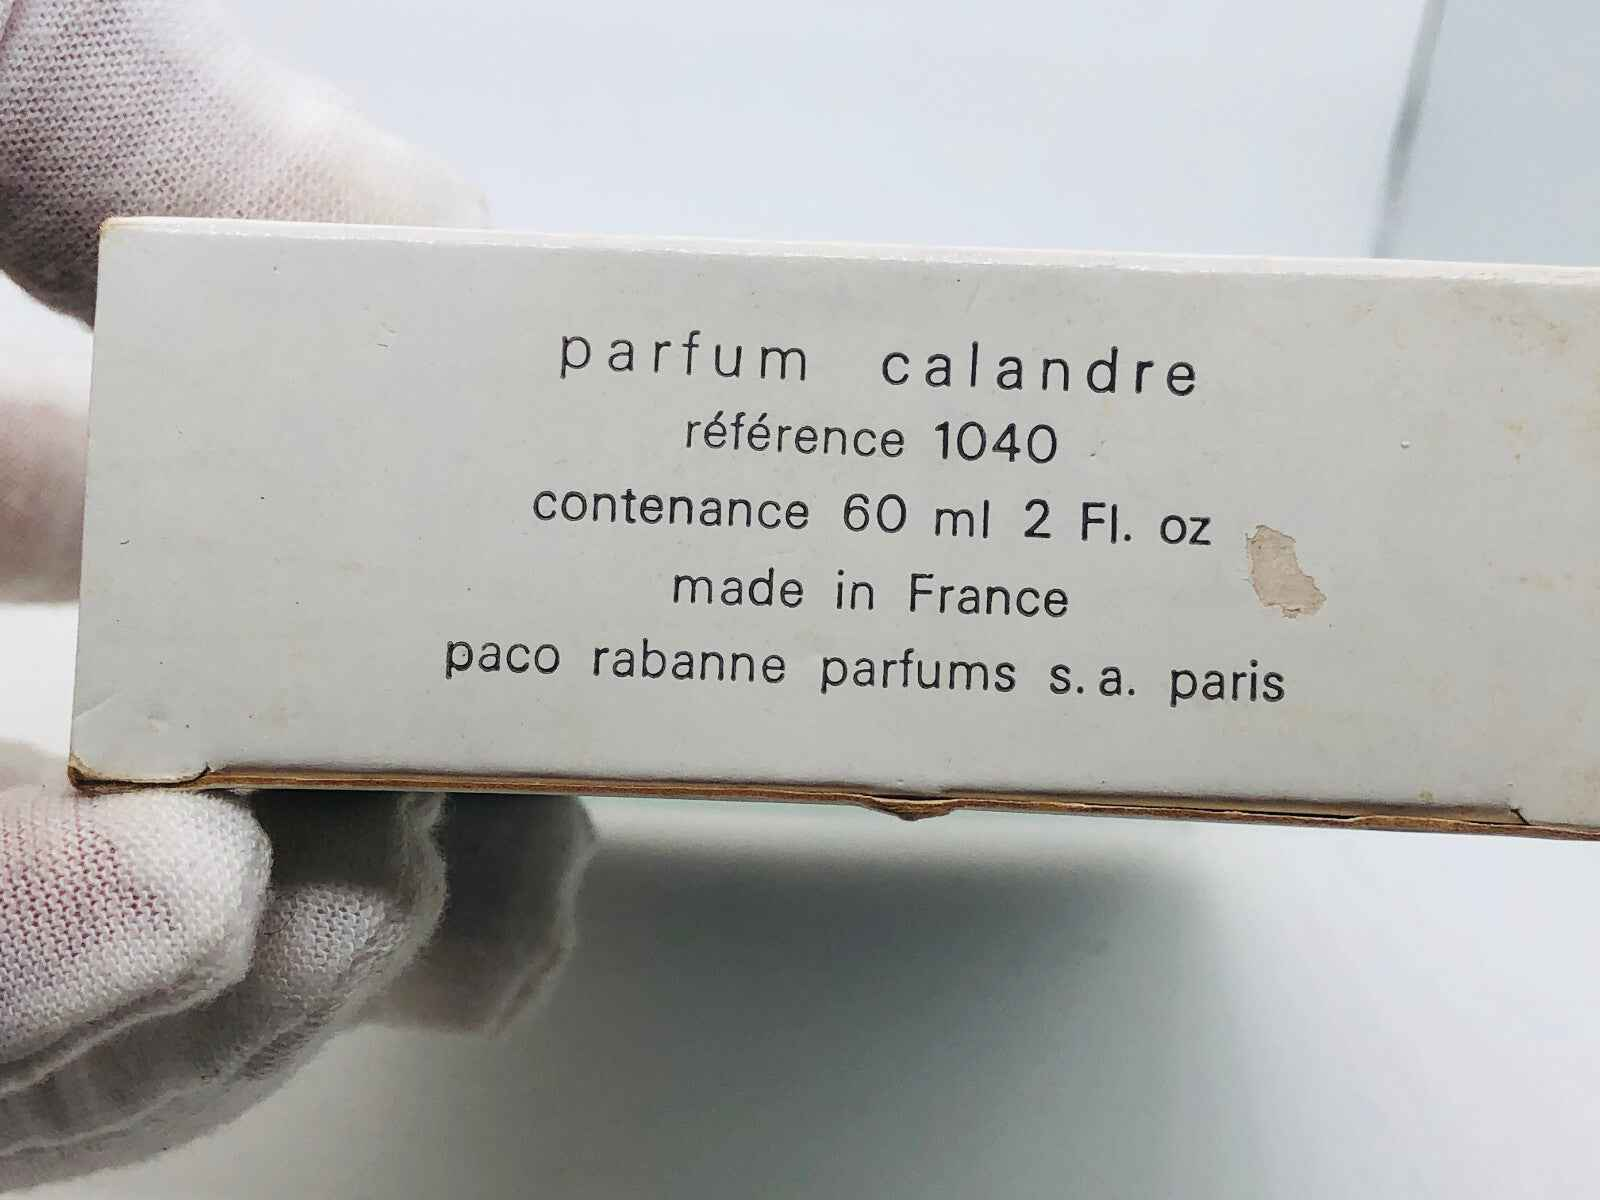 parfum calandre
référence 1040
contenance 60 ml 2 Fl. oz
made in France
paco rabanne parfums s.a. paris